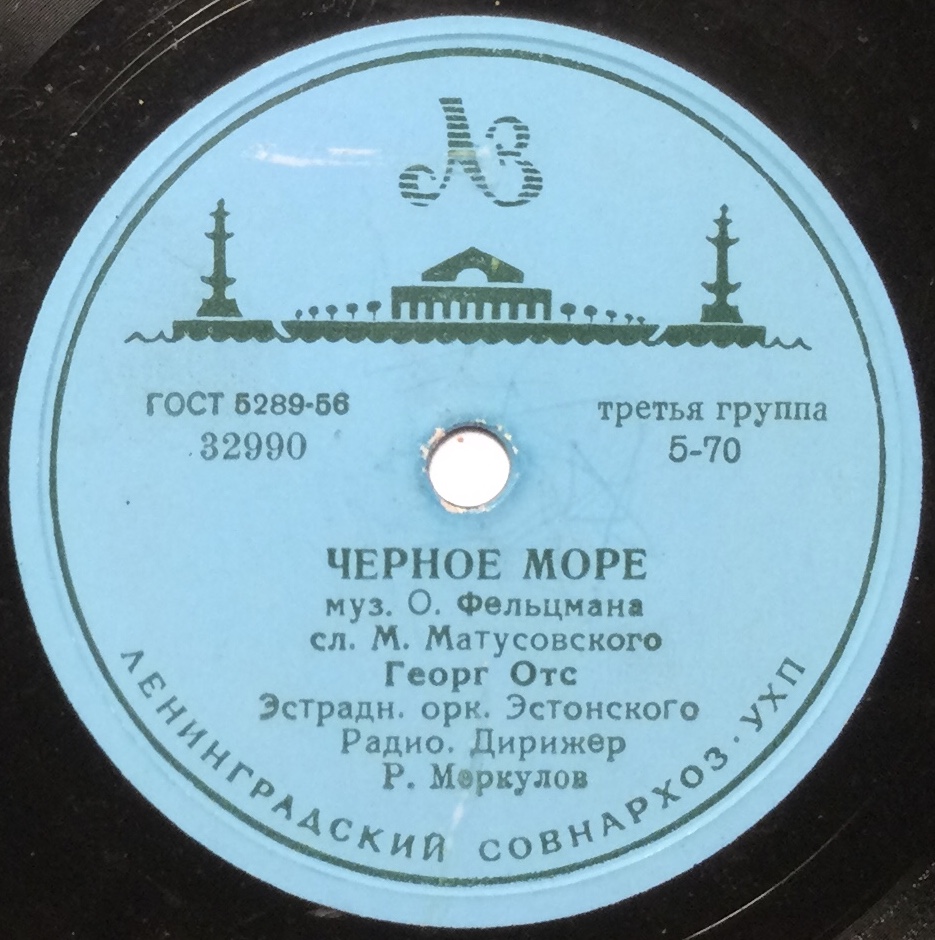 ЛЗ
ГОСТ 5289-56
третья группа
32990
5-70
ЧЕРНОЕ МОРЕ
муз. О. Фельцмана
сл. М. Матусовского
Георг Отс
Эстрадн. орк. Эстонского
Радио. Дирижер
Р. Меркулов
ЛЕНИНГРАДСКИЙ СОВНАРХОЗ · УХП